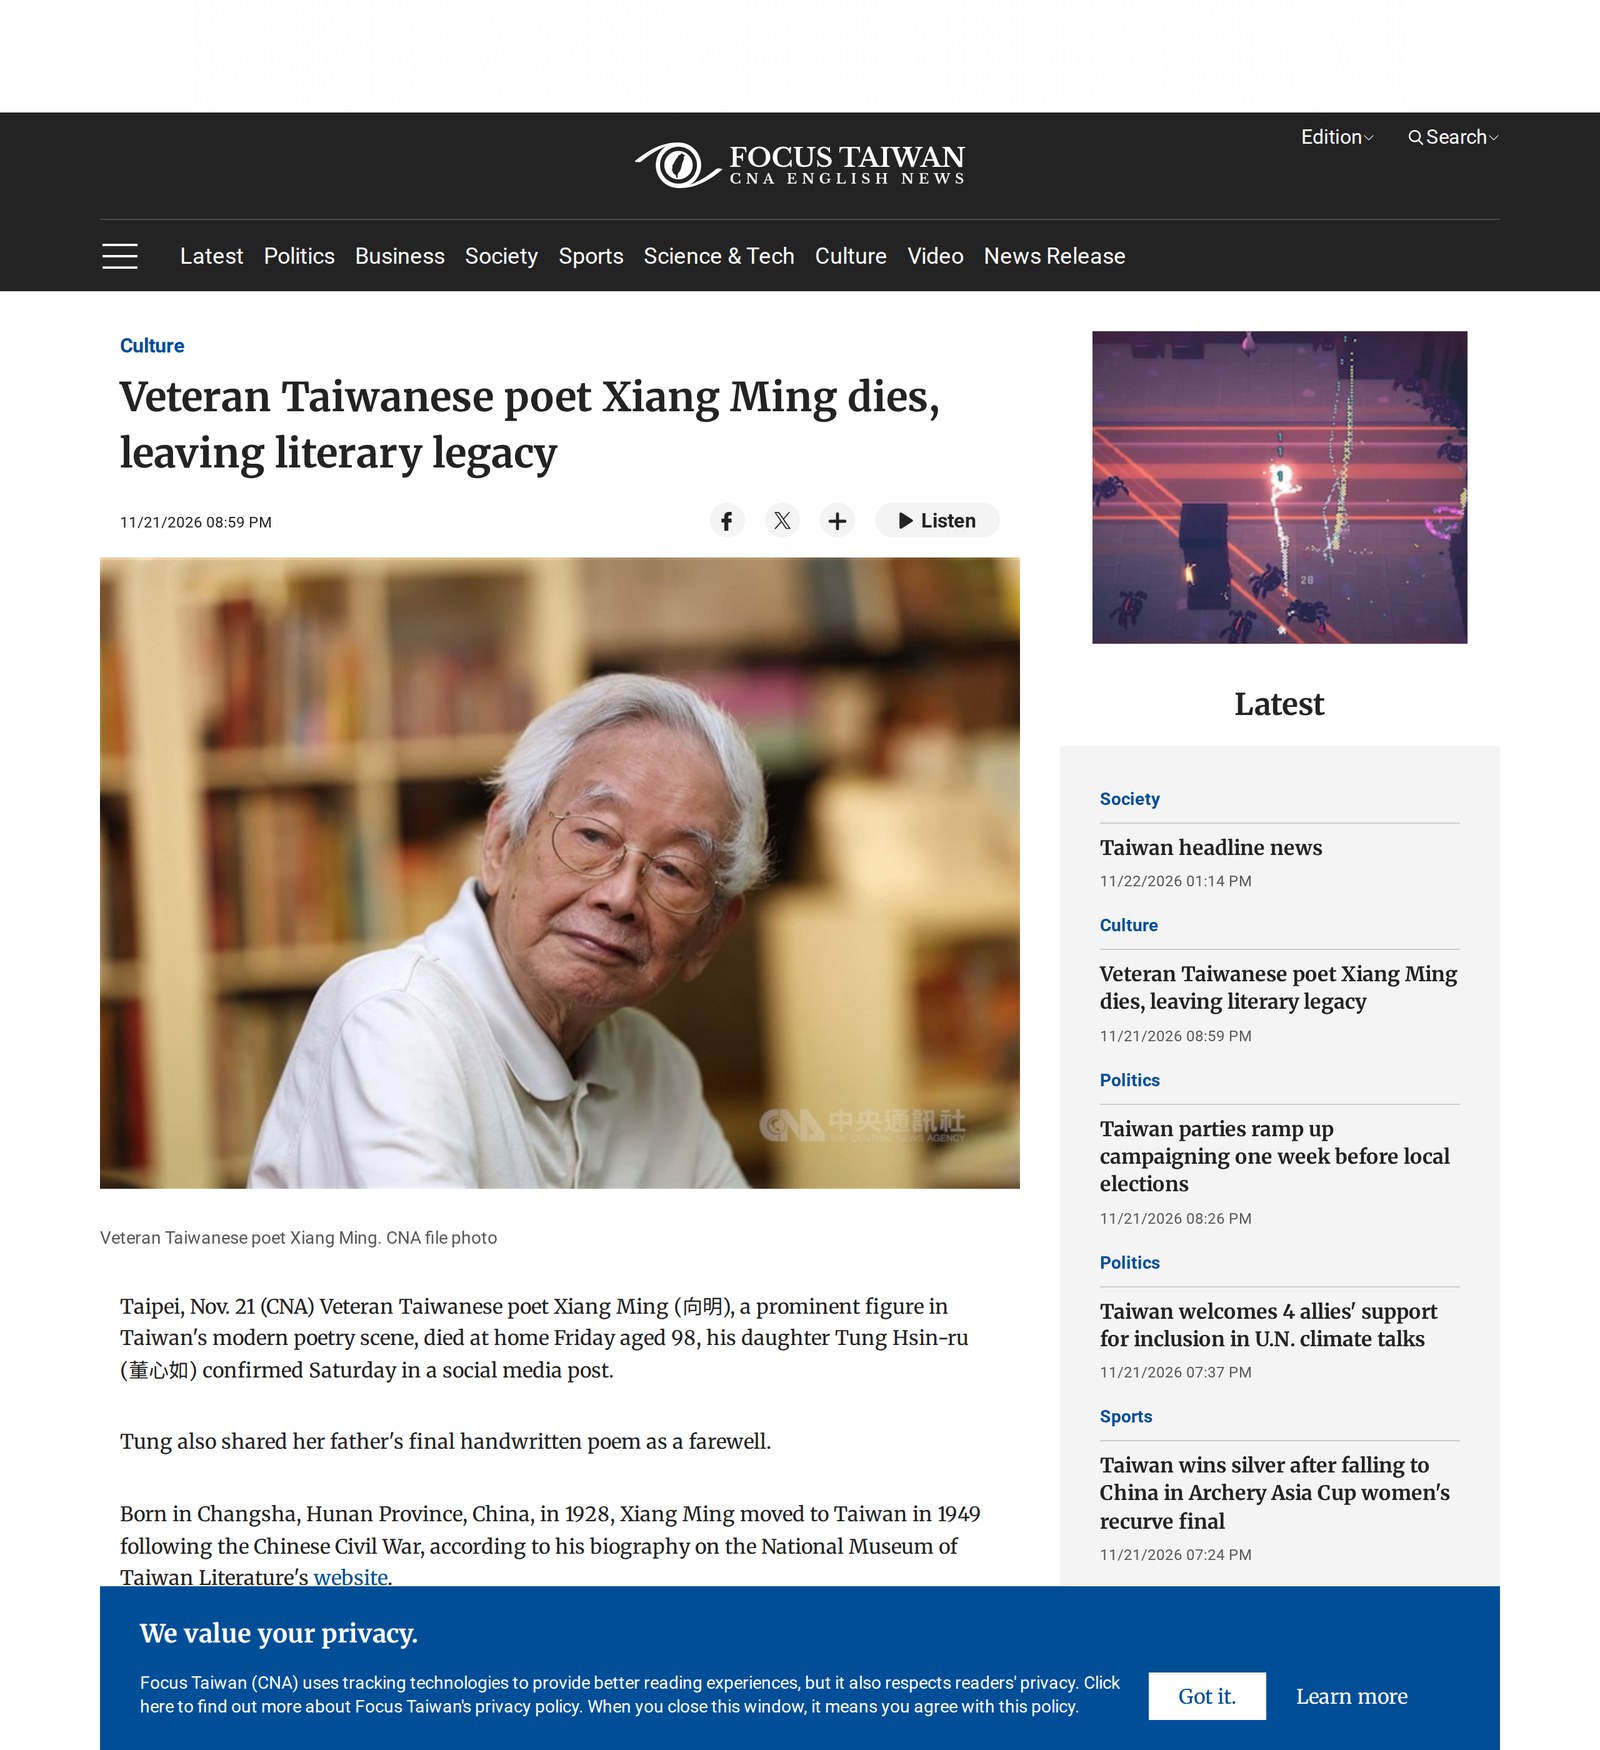 Edition
Search
FOCUS TAIWAN
CNA ENGLISH NEWS
Latest Politics Business Society Sports Science & Tech Culture Video News Release
Culture
Veteran Taiwanese poet Xiang Ming dies,
leaving literary legacy
11/21/2026 08:59 PM
Listen
CNA 中央通訊社
THE CENTRAL NEWS AGENCY
Veteran Taiwanese poet Xiang Ming. CNA file photo
Taipei, Nov. 21 (CNA) Veteran Taiwanese poet Xiang Ming (向明), a prominent figure in
Taiwan's modern poetry scene, died at home Friday aged 98, his daughter Tung Hsin-ru
(董心如) confirmed Saturday in a social media post.
Tung also shared her father's final handwritten poem as a farewell.
Born in Changsha, Hunan Province, China, in 1928, Xiang Ming moved to Taiwan in 1949
following the Chinese Civil War, according to his biography on the National Museum of
Taiwan Literature's website.
1
1
1
28
Latest
Society
Taiwan headline news
11/22/2026 01:14 PM
Culture
Veteran Taiwanese poet Xiang Ming
dies, leaving literary legacy
11/21/2026 08:59 PM
Politics
Taiwan parties ramp up
campaigning one week before local
elections
11/21/2026 08:26 PM
Politics
Taiwan welcomes 4 allies' support
for inclusion in U.N. climate talks
11/21/2026 07:37 PM
Sports
Taiwan wins silver after falling to
China in Archery Asia Cup women's
recurve final
11/21/2026 07:24 PM
We value your privacy.
Focus Taiwan (CNA) uses tracking technologies to provide better reading experiences, but it also respects readers' privacy. Click
here to find out more about Focus Taiwan's privacy policy. When you close this window, it means you agree with this policy.
Got it.
Learn more